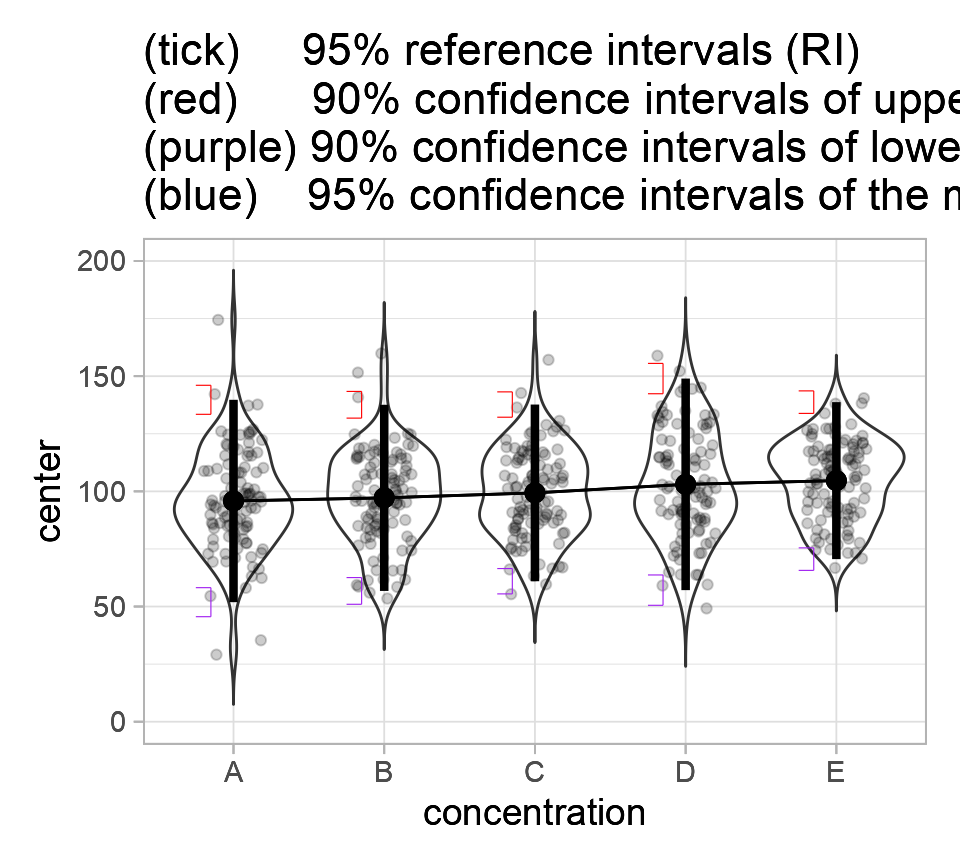 (tick) 95% reference intervals (RI)
(red) 90% confidence intervals of uppe
(purple) 90% confidence intervals of lowe
(blue) 95% confidence intervals of the m
200
150
100
50
0
center
A B C D E
concentration